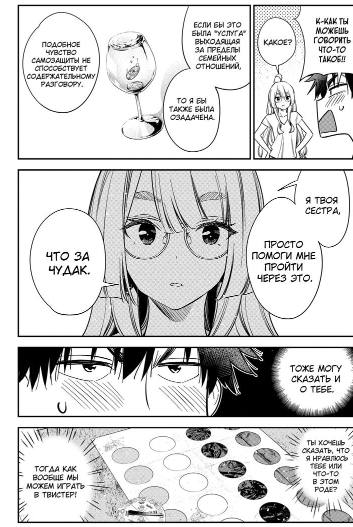 К-КАК ТЫ
МОЖЕШЬ
ГОВОРИТЬ
ЧТО-ТО
ТАКОЕ!!
КАКОЕ?
ЕСЛИ БЫ ЭТО
БЫЛА "УСЛУГА"
ВЫХОДЯЩАЯ
ЗА ПРЕДЕЛЫ
СЕМЕЙНЫХ
ОТНОШЕНИЙ,
ТО Я БЫ
ТАКЖЕ БЫЛА
ОЗАДАЧЕНА.
ПОДОБНОЕ
ЧУВСТВО
САМОЗАЩИТЫ НЕ
СПОСОБСТВУЕТ
СОДЕРЖАТЕЛЬНОМУ
РАЗГОВОРУ.
Я ТВОЯ
СЕСТРА,
ПРОСТО
ПОМОГИ МНЕ
ПРОЙТИ
ЧЕРЕЗ ЭТО.
ЧТО ЗА
ЧУДАК.
ТОЖЕ МОГУ
СКАЗАТЬ И
О ТЕБЕ.
ТЫ ХОЧЕШЬ
СКАЗАТЬ, ЧТО
Я НРАВЛЮСЬ
ТЕБЕ ИЛИ
ЧТО-ТО
В ЭТОМ
РОДЕ?
ТОГДА КАК
ВООБЩЕ МЫ
МОЖЕМ ИГРАТЬ
В ТВИСТЕР!